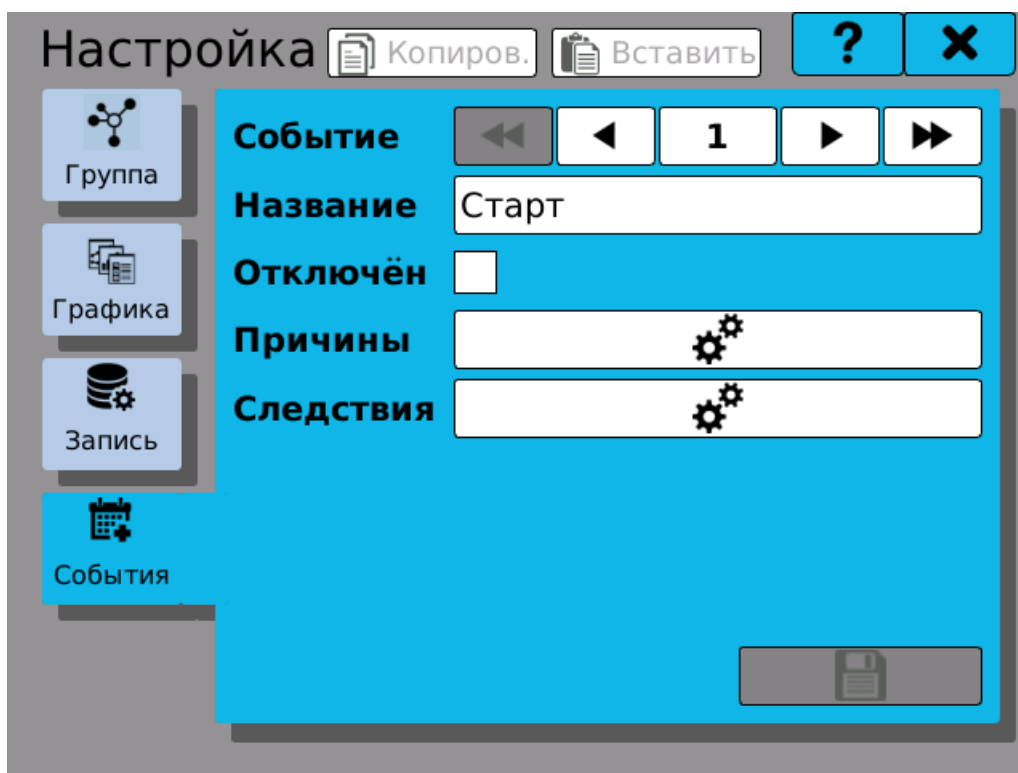 Настройка Копиров. Вставить ? ×
Группа
Событие 1
Название Старт
Графика
Отключён
Причины
Запись
Следствия
События